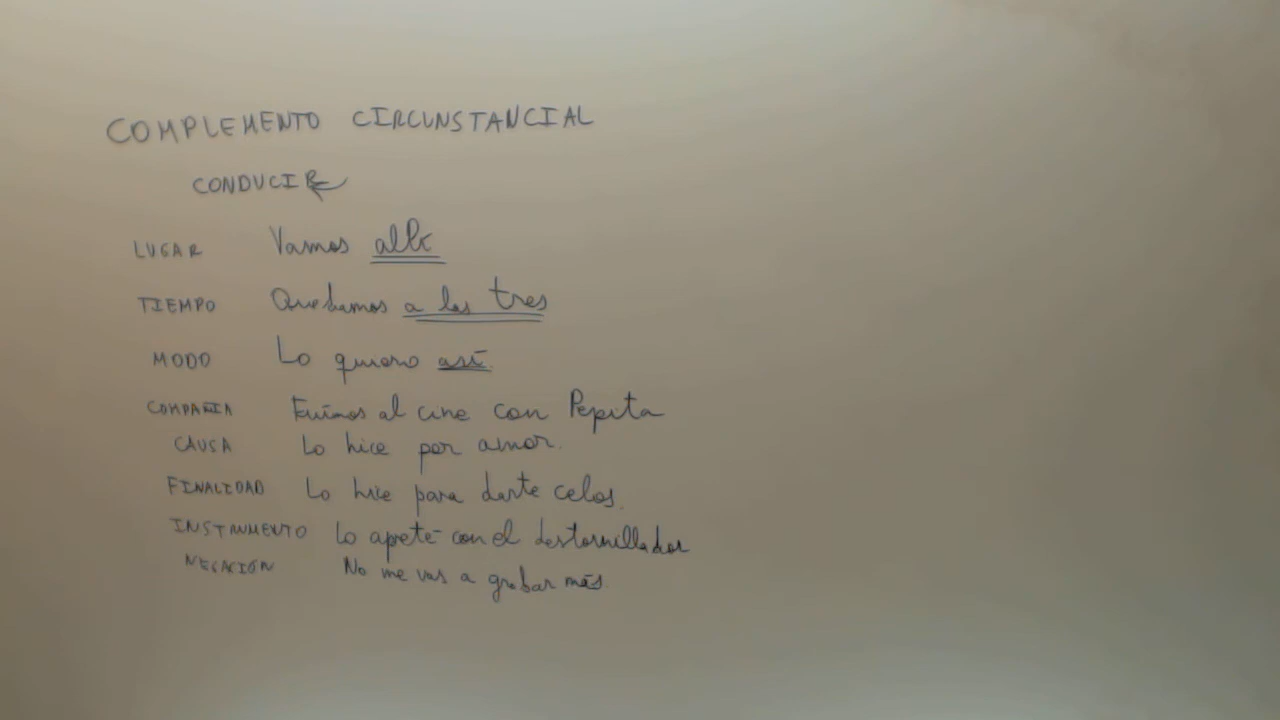 COMPLEMENTO CIRCUNSTANCIAL
CONDUCIR
LUGAR Vamos allí
TIEMPO Quedamos a las tres
MODO Lo quiero así.
COMPAÑIA Fuimos al cine con Pepita
CAUSA Lo hice por amor.
FINALIDAD Lo hice para darte celos.
INSTRUMENTO Lo apreté con el destornillador
NEGACIÓN No me vas a grabar más.